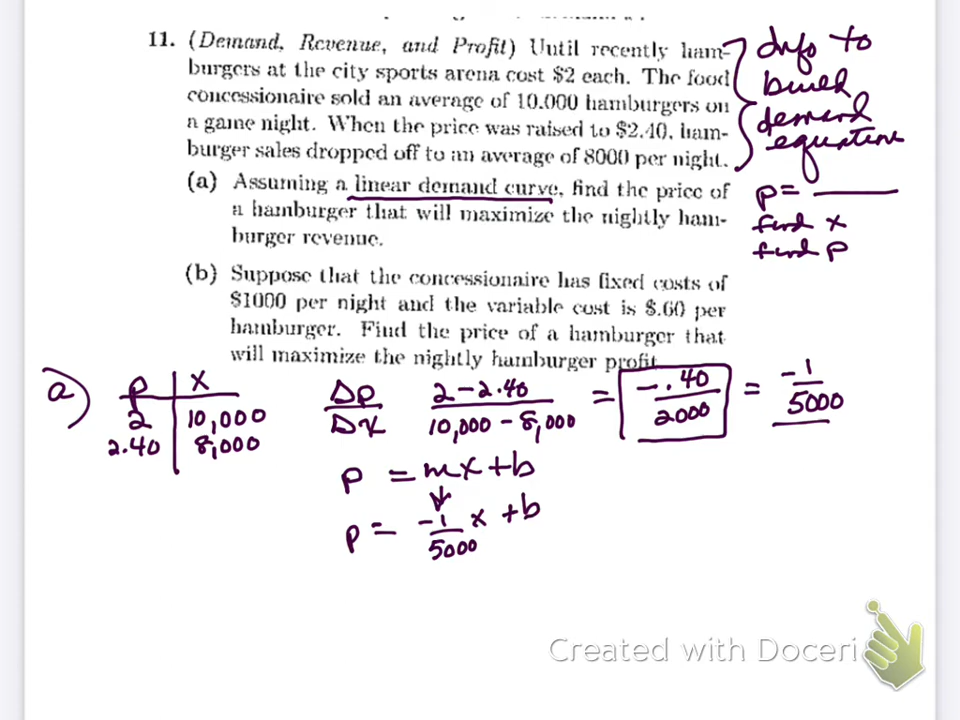 11. (Demand, Revenue, and Profit) Until recently ham-
burgers at the city sports arena cost $2 each. The food
concessionaire sold an average of 10.000 hamburgers on
a game night. When the price was raised to $2.40, ham-
burger sales dropped off to an average of 8000 per night.
(a) Assuming a linear demand curve, find the price of
a hamburger that will maximize the nightly ham-
burger revenue.
(b) Suppose that the concessionaire has fixed costs of
$1000 per night and the variable cost is $.60 per
hamburger. Find the price of a hamburger that
will maximize the nightly hamburger profit
Info to
build
demand
equation
p = ____
find x
find p
a) p | x
2 | 10,000
2.40 | 8,000
Δp/Δx (2-2.40)/(10,000-8,000) = -.40/2000 = -1/5000
p = mx+b
p = -1/5000 x +b
Created with Doceri